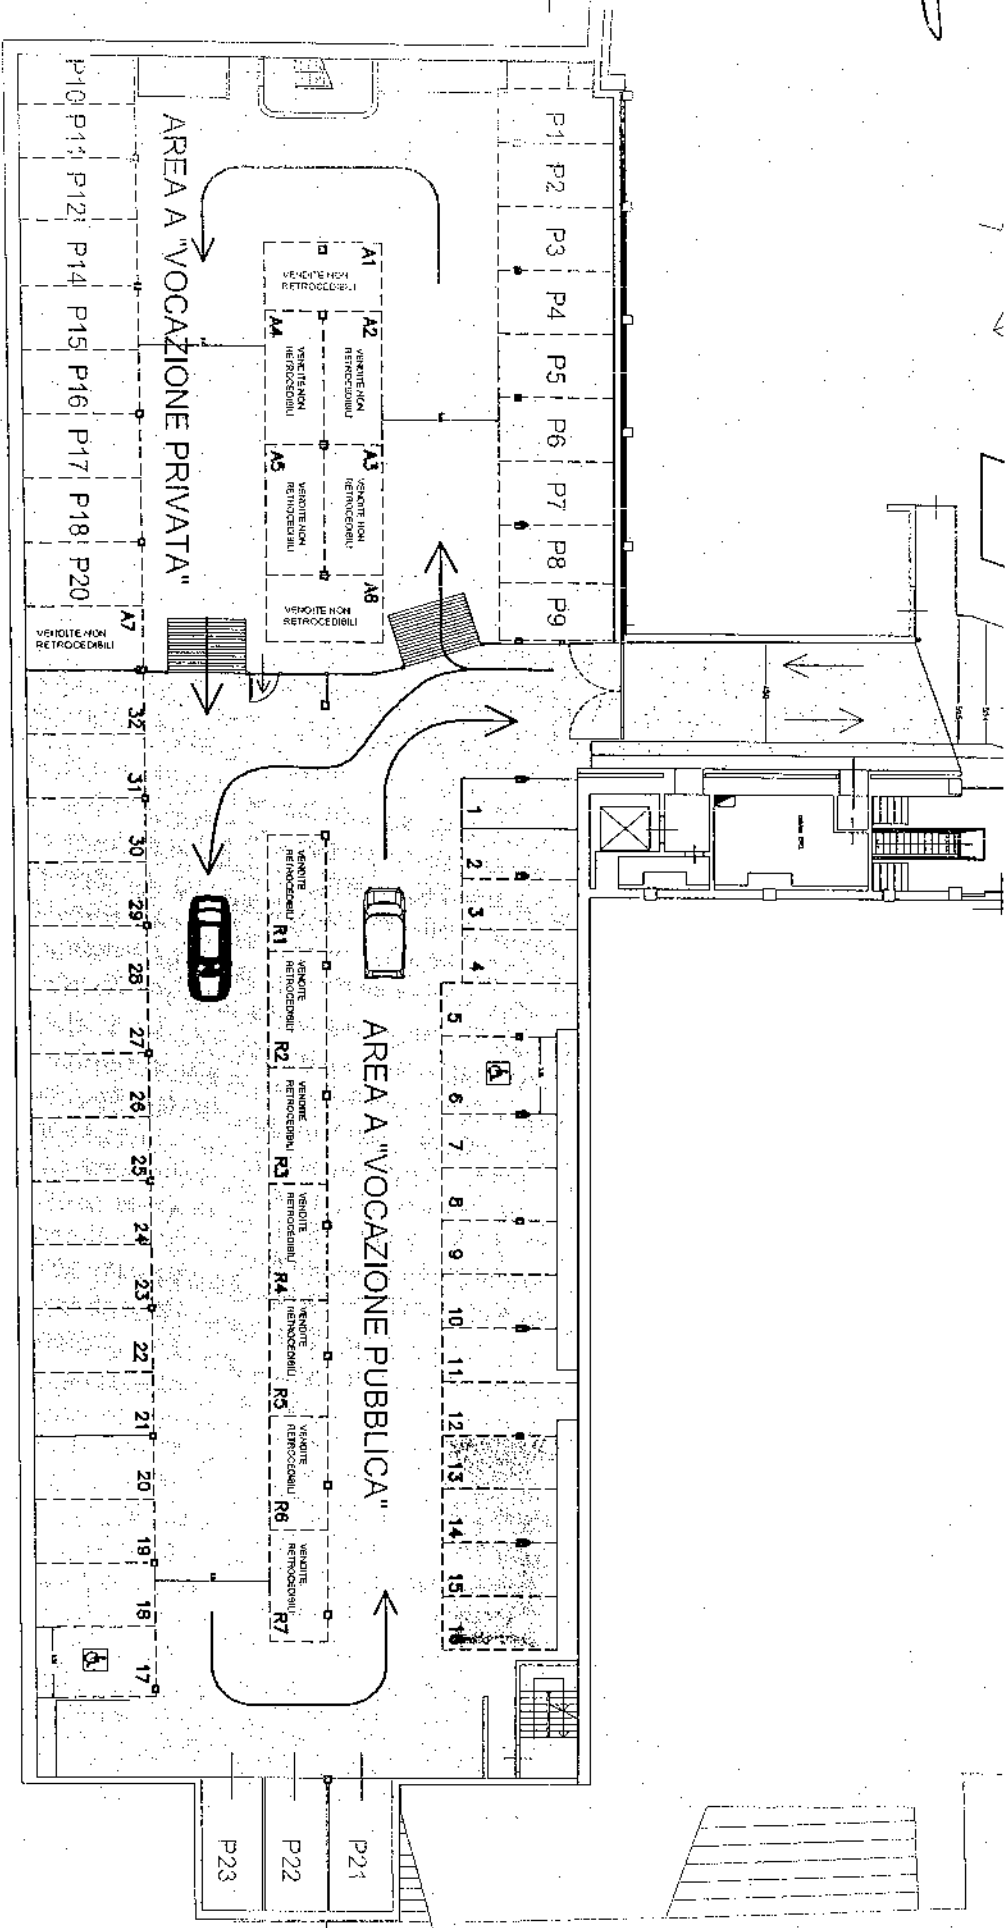 P10
P11
P12
P14
P15
P16
P17
P18
P20
AREA A "VOCAZIONE PRIVATA"
P1
P2
P3
P4
P5
P6
P7
P8
P9
A1
VENDITE NON
RETROCEDIBILI
A2
VENDITE NON
RETROCEDIBILI
A4
VENDITE NON
RETROCEDIBILI
A3
VENDITE NON
RETROCEDIBILI
A5
VENDITE NON
RETROCEDIBILI
A6
VENDITE NON
RETROCEDIBILI
A7
VENDITE NON
RETROCEDIBILI
32
31
30
29
28
27
26
25
24
23
22
21
20
19
18
17
VENDITE
RETROCEDIBILI
R1
VENDITE
RETROCEDIBILI
R2
VENDITE
RETROCEDIBILI
R3
VENDITE
RETROCEDIBILI
R4
VENDITE
RETROCEDIBILI
R5
VENDITE
RETROCEDIBILI
R6
VENDITE
RETROCEDIBILI
R7
AREA A "VOCAZIONE PUBBLICA"
1
2
3
4
5
6
7
8
9
10
11
12
13
14
15
16
P21
P22
P23